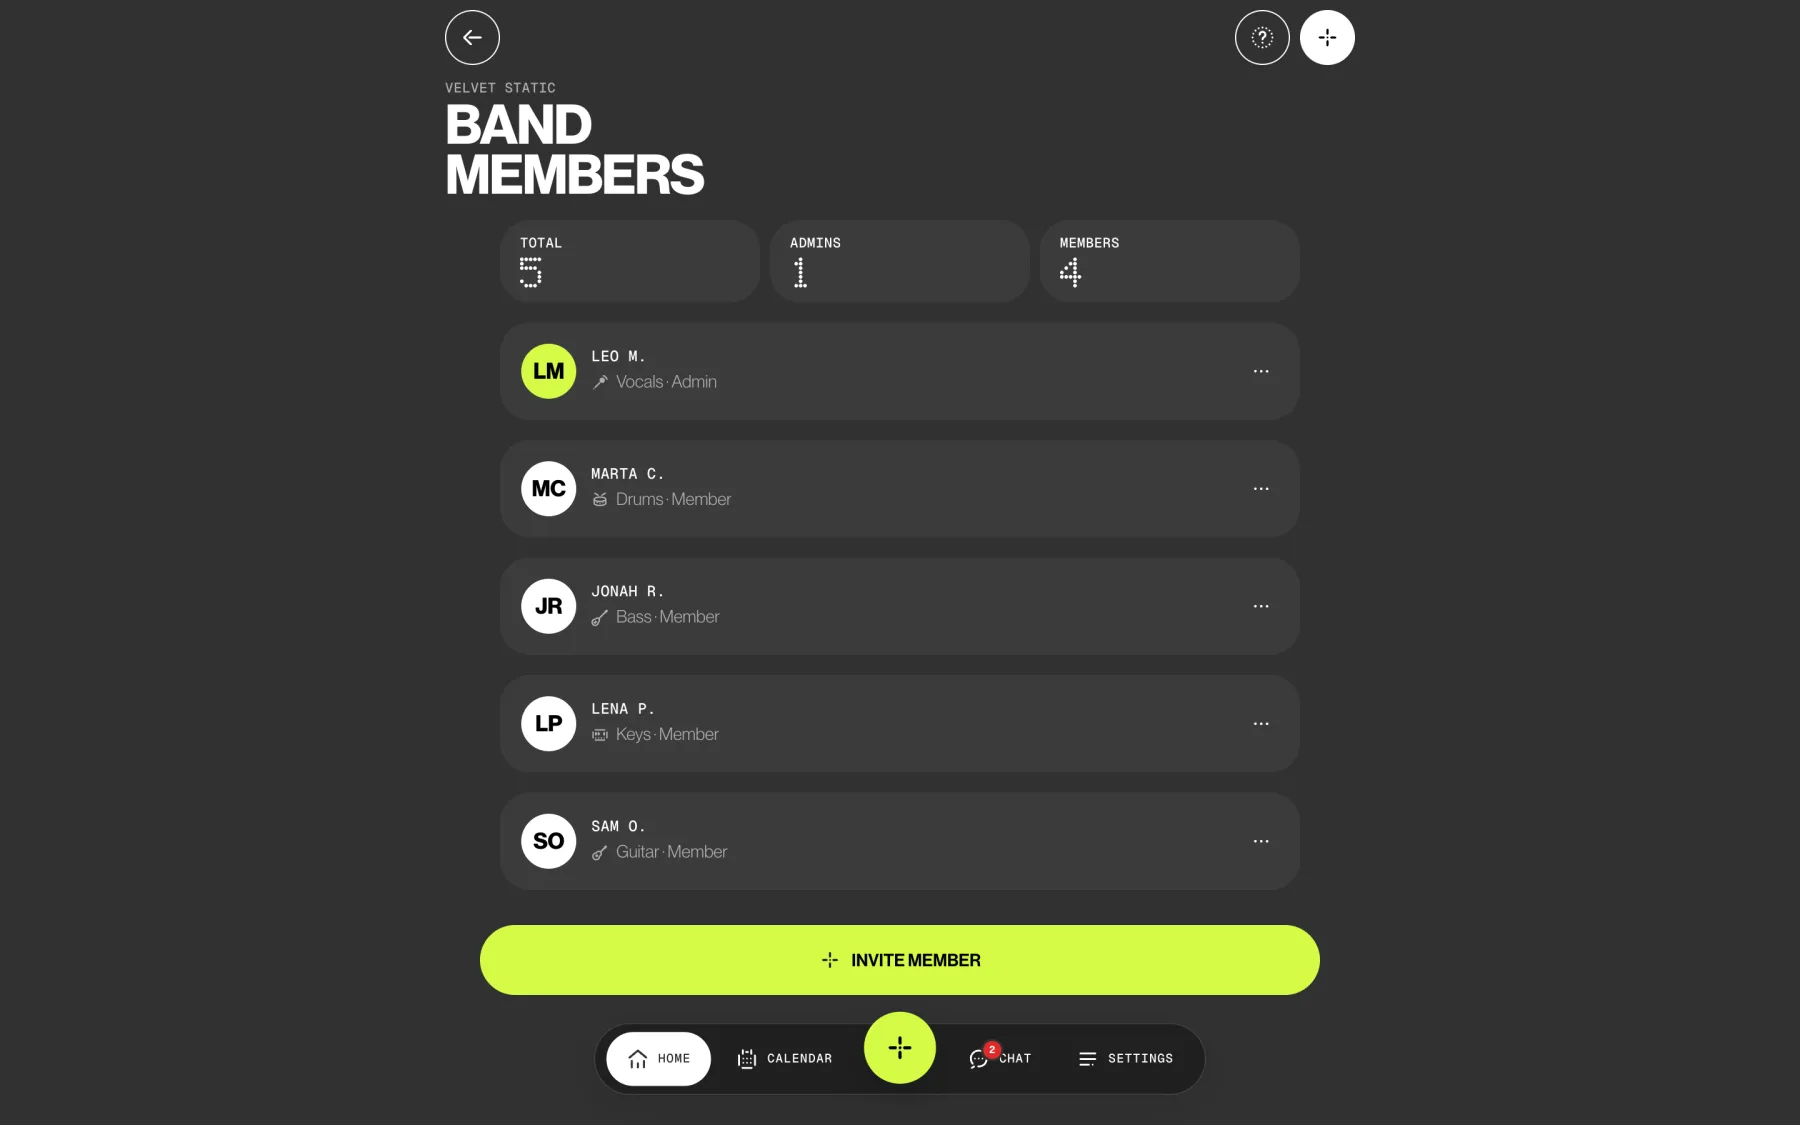 VELVET STATIC
BAND
MEMBERS
TOTAL
5
ADMINS
1
MEMBERS
4
LM
LEO M.
Vocals · Admin
MC
MARTA C.
Drums · Member
JR
JONAH R.
Bass · Member
LP
LENA P.
Keys · Member
SO
SAM O.
Guitar · Member
INVITE MEMBER
HOME
CALENDAR
2
CHAT
SETTINGS